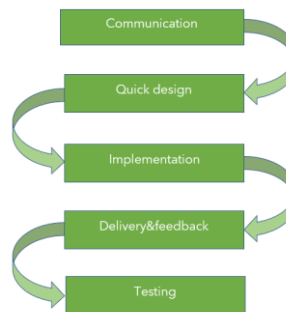 Communication
Quick design
Implementation
Delivery&feedback
Testing